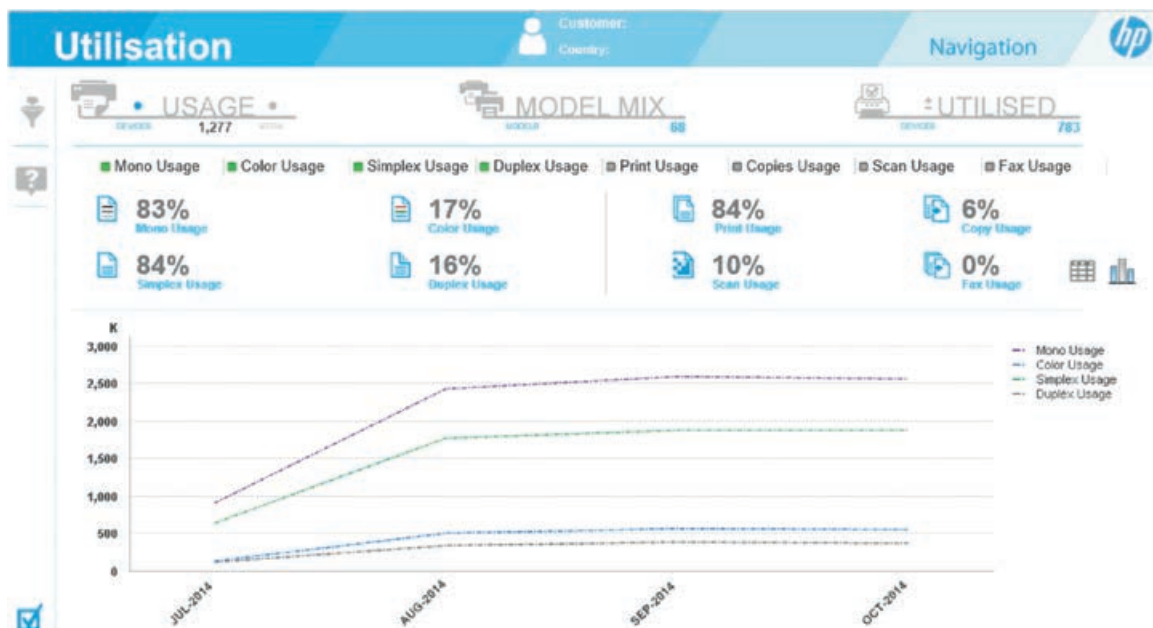 Utilisation
Customer:
Country:
Navigation
hp
USAGE
DEVICES 1,277
MODEL MIX
MODELS 68
±UTILISED
DEVICES 783
Mono Usage Color Usage Simplex Usage Duplex Usage Print Usage Copies Usage Scan Usage Fax Usage
83% 17% 84% 6%
Mono Usage Color Usage Print Usage Copy Usage
84% 16% 10% 0%
Simplex Usage Duplex Usage Scan Usage Fax Usage
K
3,000
2,500
2,000
1,500
1,000
500
0
JUL-2014 AUG-2014 SEP-2014 OCT-2014
Mono Usage
Color Usage
Simplex Usage
Duplex Usage